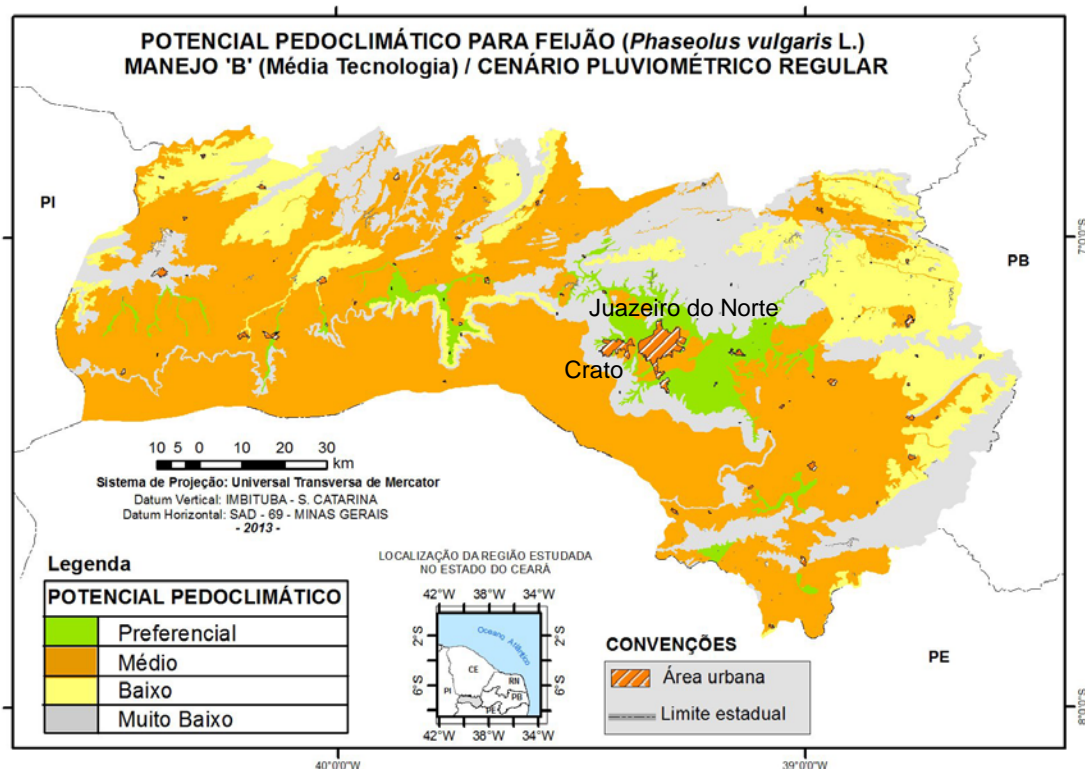 POTENCIAL PEDOCLIMÁTICO PARA FEIJÃO (Phaseolus vulgaris L.)
MANEJO 'B' (Média Tecnologia) / CENÁRIO PLUVIOMÉTRICO REGULAR
PI
7°0'0"S
PB
Juazeiro do Norte
Crato
10 5 0 10 20 30
km
Sistema de Projeção: Universal Transversa de Mercator
Datum Vertical: IMBITUBA - S. CATARINA
Datum Horizontal: SAD - 69 - MINAS GERAIS
- 2013 -
Legenda
POTENCIAL PEDOCLIMÁTICO
Preferencial
Médio
Baixo
Muito Baixo
LOCALIZAÇÃO DA REGIÃO ESTUDADA
NO ESTADO DO CEARÁ
42°W 38°W 34°W
2°S 2°S
6°S 6°S
Oceano Atlântico
CE
RN
PI
PB
PE
42°W 38°W 34°W
CONVENÇÕES
Área urbana
Limite estadual
PE
8°0'0"S
40°0'0"W 39°0'0"W